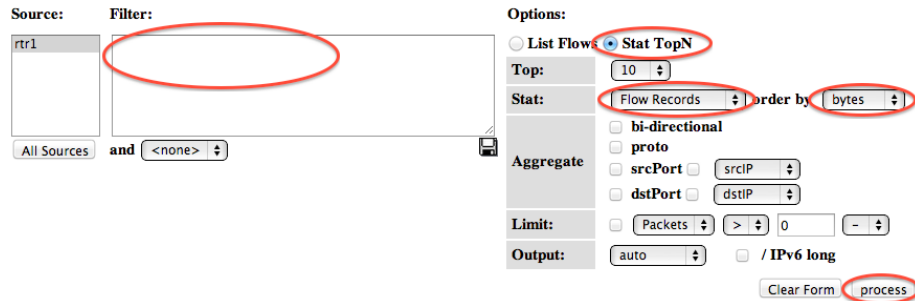 Source: Filter: Options:
rtr1
List Flows Stat TopN
Top: 10
Stat: Flow Records order by bytes
bi-directional
proto
Aggregate
srcPort srcIP
dstPort dstIP
All Sources and <none>
Limit: Packets > 0 -
Output: auto / IPv6 long
Clear Form process